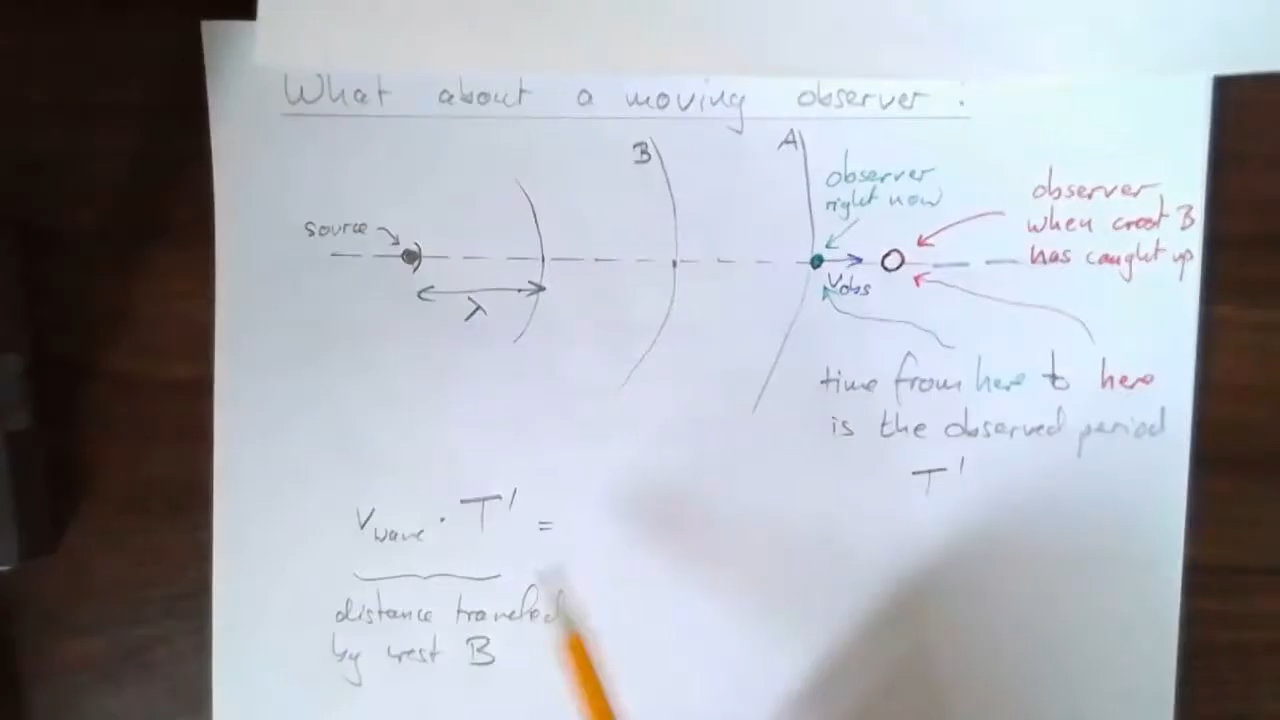 What about a moving observer.
B
A
observer
right now
observer
when crest B
has caught up
source
Vobs
λ
time from here to here
is the observed period
T'
Vwave · T' =
distance traveled
by crest B